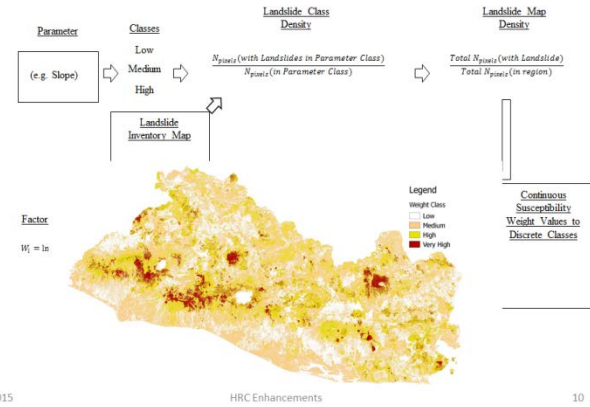 Landslide Class
Density
Landslide Map
Density
Parameter
Classes
Low
Medium
High
(e.g. Slope)
N_pixels(with Landslides in Parameter Class)
N_pixels(in Parameter Class)
Total N_pixels(with Landslide)
Total N_pixels(in region)
Landslide
Inventory Map
Legend
Weight Class
Low
Medium
High
Very High
Continuous
Susceptibility
Weight Values to
Discrete Classes
Factor
W_i = ln
015
HRC Enhancements
10